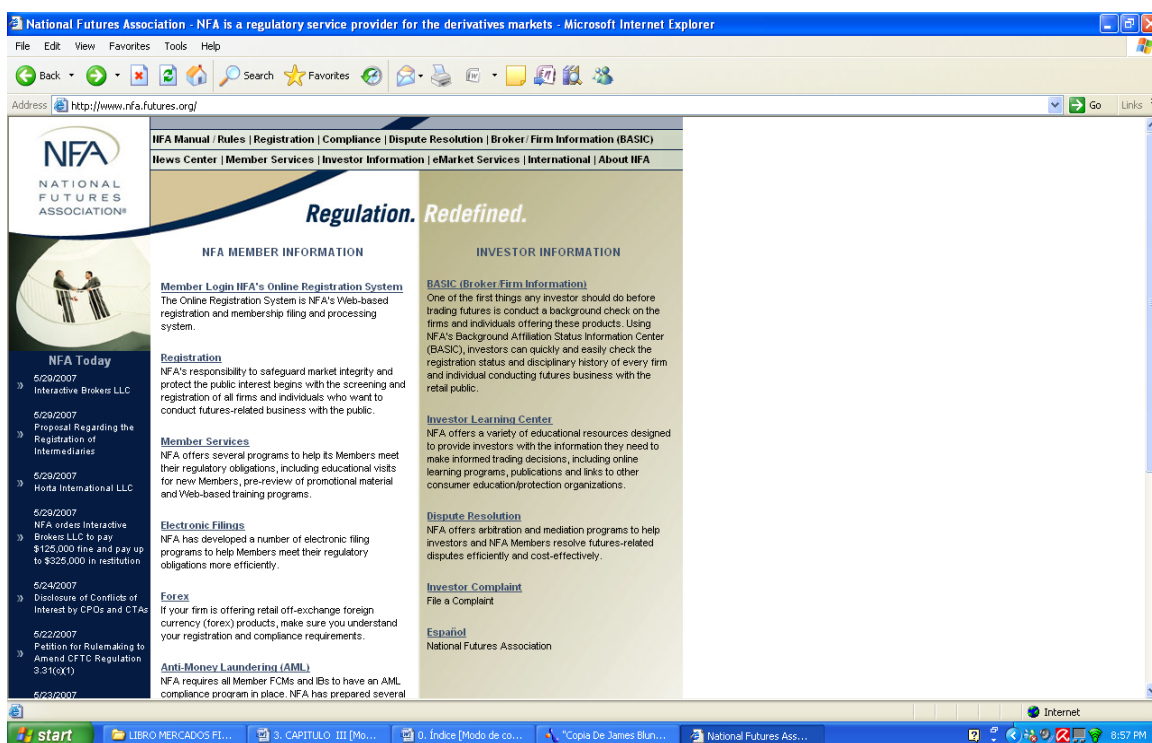 National Futures Association - NFA is a regulatory service provider for the derivatives markets - Microsoft Internet Explorer
File Edit View Favorites Tools Help
Back Search Favorites
Address http://www.nfa.futures.org/ Go Links
NFA
NATIONAL
FUTURES
ASSOCIATION®
NFA Manual / Rules | Registration | Compliance | Dispute Resolution | Broker/Firm Information (BASIC)
News Center | Member Services | Investor Information | eMarket Services | International | About NFA
Regulation. Redefined.
NFA Today
5/29/2007
Interactive Brokers LLC
5/29/2007
Proposal Regarding the
Registration of
Intermediaries
5/29/2007
Horta International LLC
5/29/2007
NFA orders Interactive
Brokers LLC to pay
$125,000 fine and pay up
to $325,000 in restitution
5/24/2007
Disclosure of Conflicts of
Interest by CPOs and CTAs
5/22/2007
Petition for Rulemaking to
Amend CFTC Regulation
3.31(c)(1)
5/23/2007
NFA MEMBER INFORMATION
Member Login NFA's Online Registration System
The Online Registration System is NFA's Web-based
registration and membership filing and processing
system.
Registration
NFA's responsibility to safeguard market integrity and
protect the public interest begins with the screening and
registration of all firms and individuals who want to
conduct futures-related business with the public.
Member Services
NFA offers several programs to help its Members meet
their regulatory obligations, including educational visits
for new Members, pre-review of promotional material
and Web-based training programs.
Electronic Filings
NFA has developed a number of electronic filing
programs to help Members meet their regulatory
obligations more efficiently.
Forex
If your firm is offering retail off-exchange foreign
currency (forex) products, make sure you understand
your registration and compliance requirements.
Anti-Money Laundering (AML)
NFA requires all Member FCMs and IBs to have an AML
compliance program in place. NFA has prepared several
INVESTOR INFORMATION
BASIC (Broker/Firm Information)
One of the first things any investor should do before
trading futures is conduct a background check on the
firms and individuals offering these products. Using
NFA's Background Affiliation Status Information Center
(BASIC), investors can quickly and easily check the
registration status and disciplinary history of every firm
and individual conducting futures business with the
retail public.
Investor Learning Center
NFA offers a variety of educational resources designed
to provide investors with the information they need to
make informed trading decisions, including online
learning programs, publications and links to other
consumer education/protection organizations.
Dispute Resolution
NFA offers arbitration and mediation programs to help
investors and NFA Members resolve futures-related
disputes efficiently and cost-effectively.
Investor Complaint
File a Complaint
Español
National Futures Association
Internet
start LIBRO MERCADOS FI... 3. CAPITULO III [Mo... 0. Índice [Modo de co... "Copia De James Blun... National Futures Ass... 8:57 PM